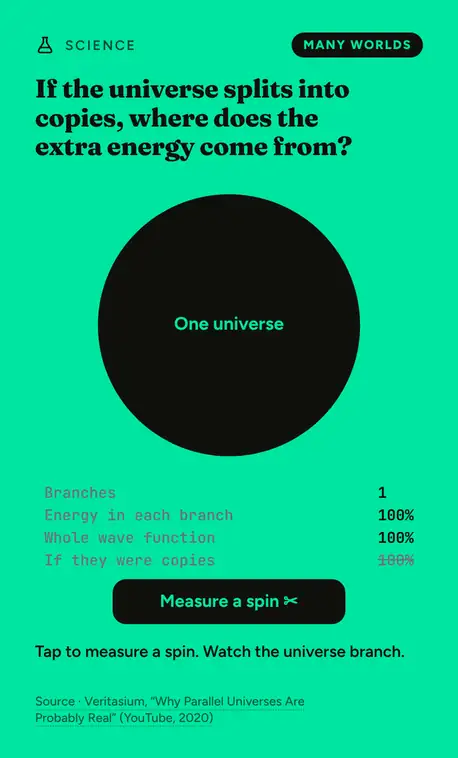 SCIENCE
MANY WORLDS
If the universe splits into
copies, where does the
extra energy come from?
One universe
Branches 1
Energy in each branch 100%
Whole wave function 100%
If they were copies 100%
Measure a spin ✂
Tap to measure a spin. Watch the universe branch.
Source · Veritasium, “Why Parallel Universes Are
Probably Real” (YouTube, 2020)